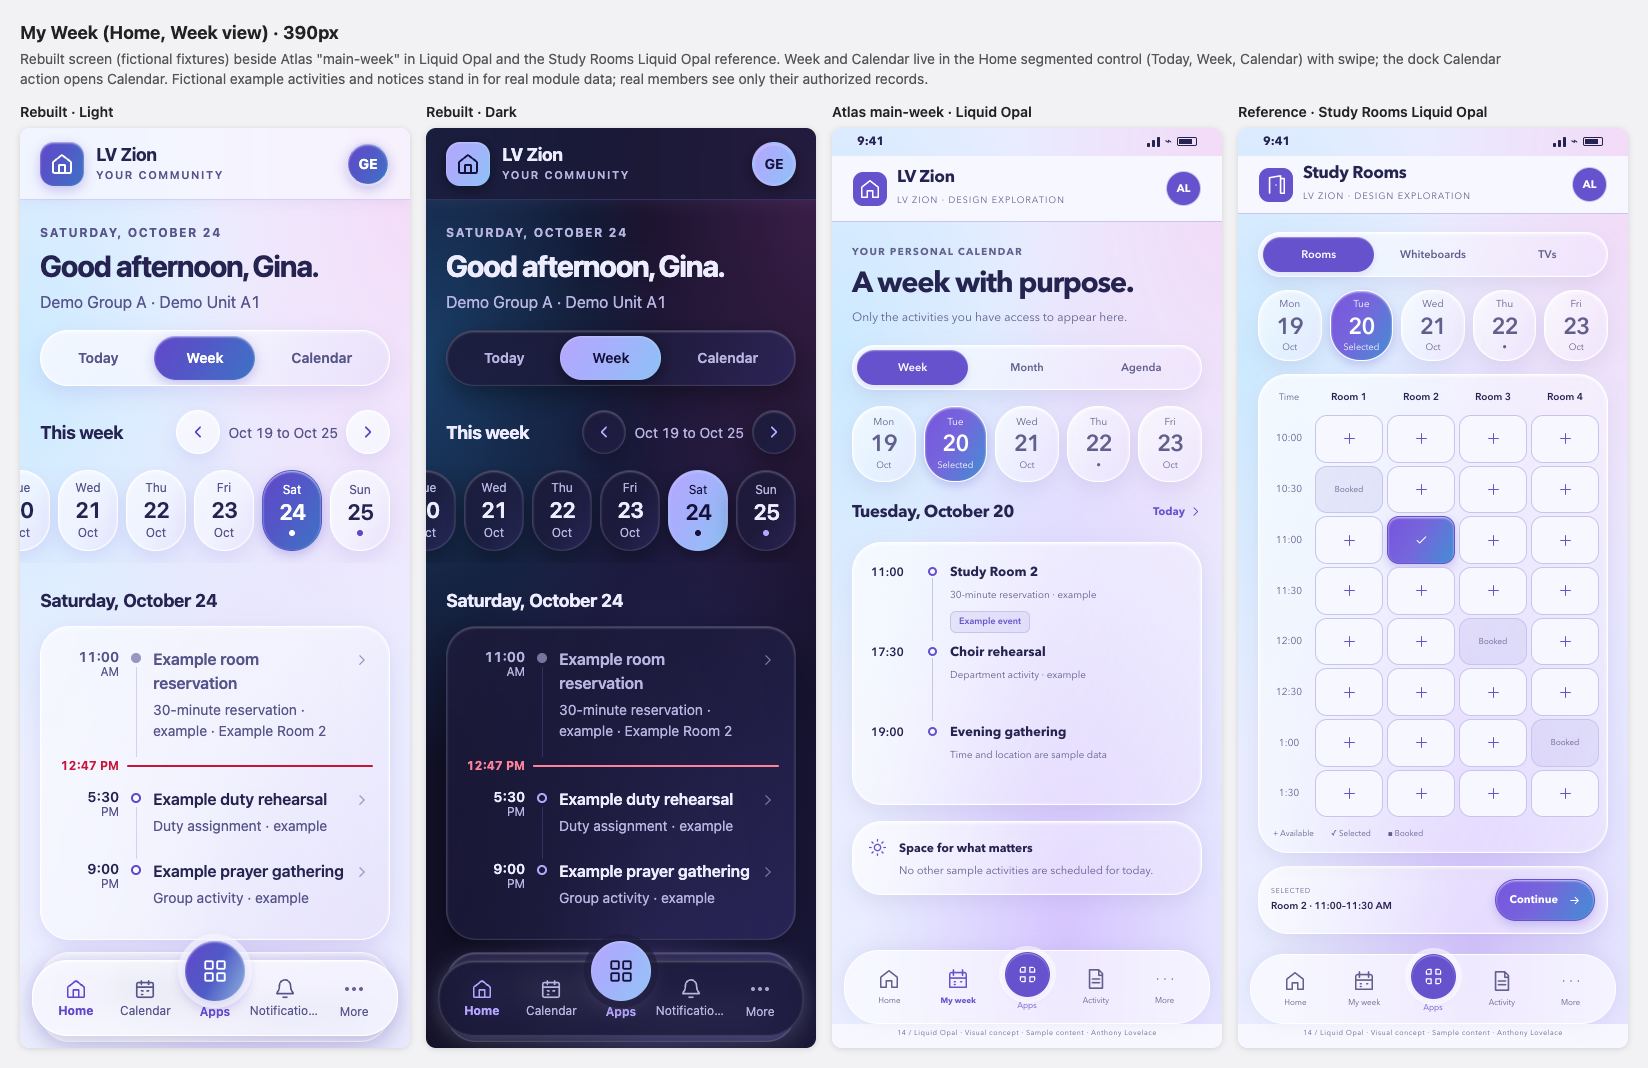 My Week (Home, Week view) · 390px
Rebuilt screen (fictional fixtures) beside Atlas "main-week" in Liquid Opal and the Study Rooms Liquid Opal reference. Week and Calendar live in the Home segmented control (Today, Week, Calendar) with swipe; the dock Calendar
action opens Calendar. Fictional example activities and notices stand in for real module data; real members see only their authorized records.
Rebuilt · Light
LV Zion
YOUR COMMUNITY
GE
SATURDAY, OCTOBER 24
Good afternoon, Gina.
Demo Group A · Demo Unit A1
Today Week Calendar
This week Oct 19 to Oct 25
ue Wed Thu Fri Sat Sun
0 21 22 23 24 25
ct Oct Oct Oct
Saturday, October 24
11:00 AM Example room
reservation
30-minute reservation ·
example · Example Room 2
12:47 PM
5:30 PM Example duty rehearsal
Duty assignment · example
9:00 PM Example prayer gathering
Group activity · example
Home Calendar Apps Notificatio... More
Rebuilt · Dark
LV Zion
YOUR COMMUNITY
GE
SATURDAY, OCTOBER 24
Good afternoon, Gina.
Demo Group A · Demo Unit A1
Today Week Calendar
This week Oct 19 to Oct 25
ue Wed Thu Fri Sat Sun
0 21 22 23 24 25
ct Oct Oct Oct
Saturday, October 24
11:00 AM Example room
reservation
30-minute reservation ·
example · Example Room 2
12:47 PM
5:30 PM Example duty rehearsal
Duty assignment · example
9:00 PM Example prayer gathering
Group activity · example
Home Calendar Apps Notificatio... More
Atlas main-week · Liquid Opal
9:41
LV Zion
LV ZION · DESIGN EXPLORATION
AL
YOUR PERSONAL CALENDAR
A week with purpose.
Only the activities you have access to appear here.
Week Month Agenda
Mon Tue Wed Thu Fri
19 20 21 22 23
Oct Selected Oct Oct
Tuesday, October 20 Today
11:00 Study Room 2
30-minute reservation · example
Example event
17:30 Choir rehearsal
Department activity · example
19:00 Evening gathering
Time and location are sample data
Space for what matters
No other sample activities are scheduled for today.
Home My week Apps Activity More
14 / Liquid Opal · Visual concept · Sample content · Anthony Lovelace
Reference · Study Rooms Liquid Opal
9:41
Study Rooms
LV ZION · DESIGN EXPLORATION
AL
Rooms Whiteboards TVs
Mon Tue Wed Thu Fri
19 20 21 22 23
Oct Selected Oct Oct
Time Room 1 Room 2 Room 3 Room 4
10:00 + + + +
10:30 Booked + + +
11:00 + ✓ + +
11:30 + + + +
12:00 + + Booked +
12:30 + + + +
1:00 + + + Booked
1:30 + + + +
+ Available ✓ Selected ■ Booked
SELECTED
Room 2 · 11:00–11:30 AM
Continue →
Home My week Apps Activity More
14 / Liquid Opal · Visual concept · Sample content · Anthony Lovelace